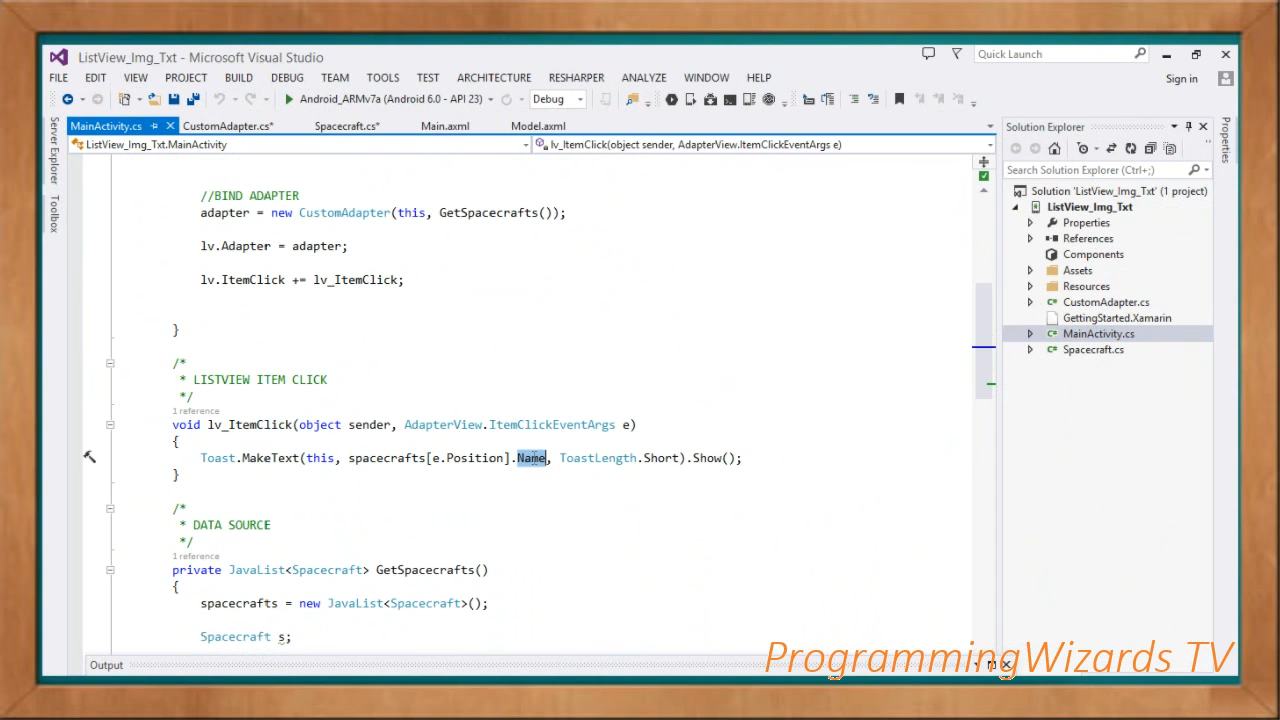 ListView_Img_Txt - Microsoft Visual Studio
Quick Launch
FILE EDIT VIEW PROJECT BUILD DEBUG TEAM TOOLS TEST ARCHITECTURE RESHARPER ANALYZE WINDOW HELP
Sign in
Android_ARMv7a (Android 6.0 - API 23)
Debug
Server Explorer
Toolbox
MainActivity.cs
CustomAdapter.cs*
Spacecraft.cs*
Main.axml
Model.axml
ListView_Img_Txt.MainActivity
lv_ItemClick(object sender, AdapterView.ItemClickEventArgs e)
//BIND ADAPTER
adapter = new CustomAdapter(this, GetSpacecrafts());
lv.Adapter = adapter;
lv.ItemClick += lv_ItemClick;
}
/*
* LISTVIEW ITEM CLICK
*/
1 reference
void lv_ItemClick(object sender, AdapterView.ItemClickEventArgs e)
{
Toast.MakeText(this, spacecrafts[e.Position].Name, ToastLength.Short).Show();
}
/*
* DATA SOURCE
*/
1 reference
private JavaList<Spacecraft> GetSpacecrafts()
{
spacecrafts = new JavaList<Spacecraft>();
Spacecraft s;
Output
Solution Explorer
Search Solution Explorer (Ctrl+;)
Solution 'ListView_Img_Txt' (1 project)
ListView_Img_Txt
Properties
References
Components
Assets
Resources
CustomAdapter.cs
GettingStarted.Xamarin
MainActivity.cs
Spacecraft.cs
Properties
ProgrammingWizards TV